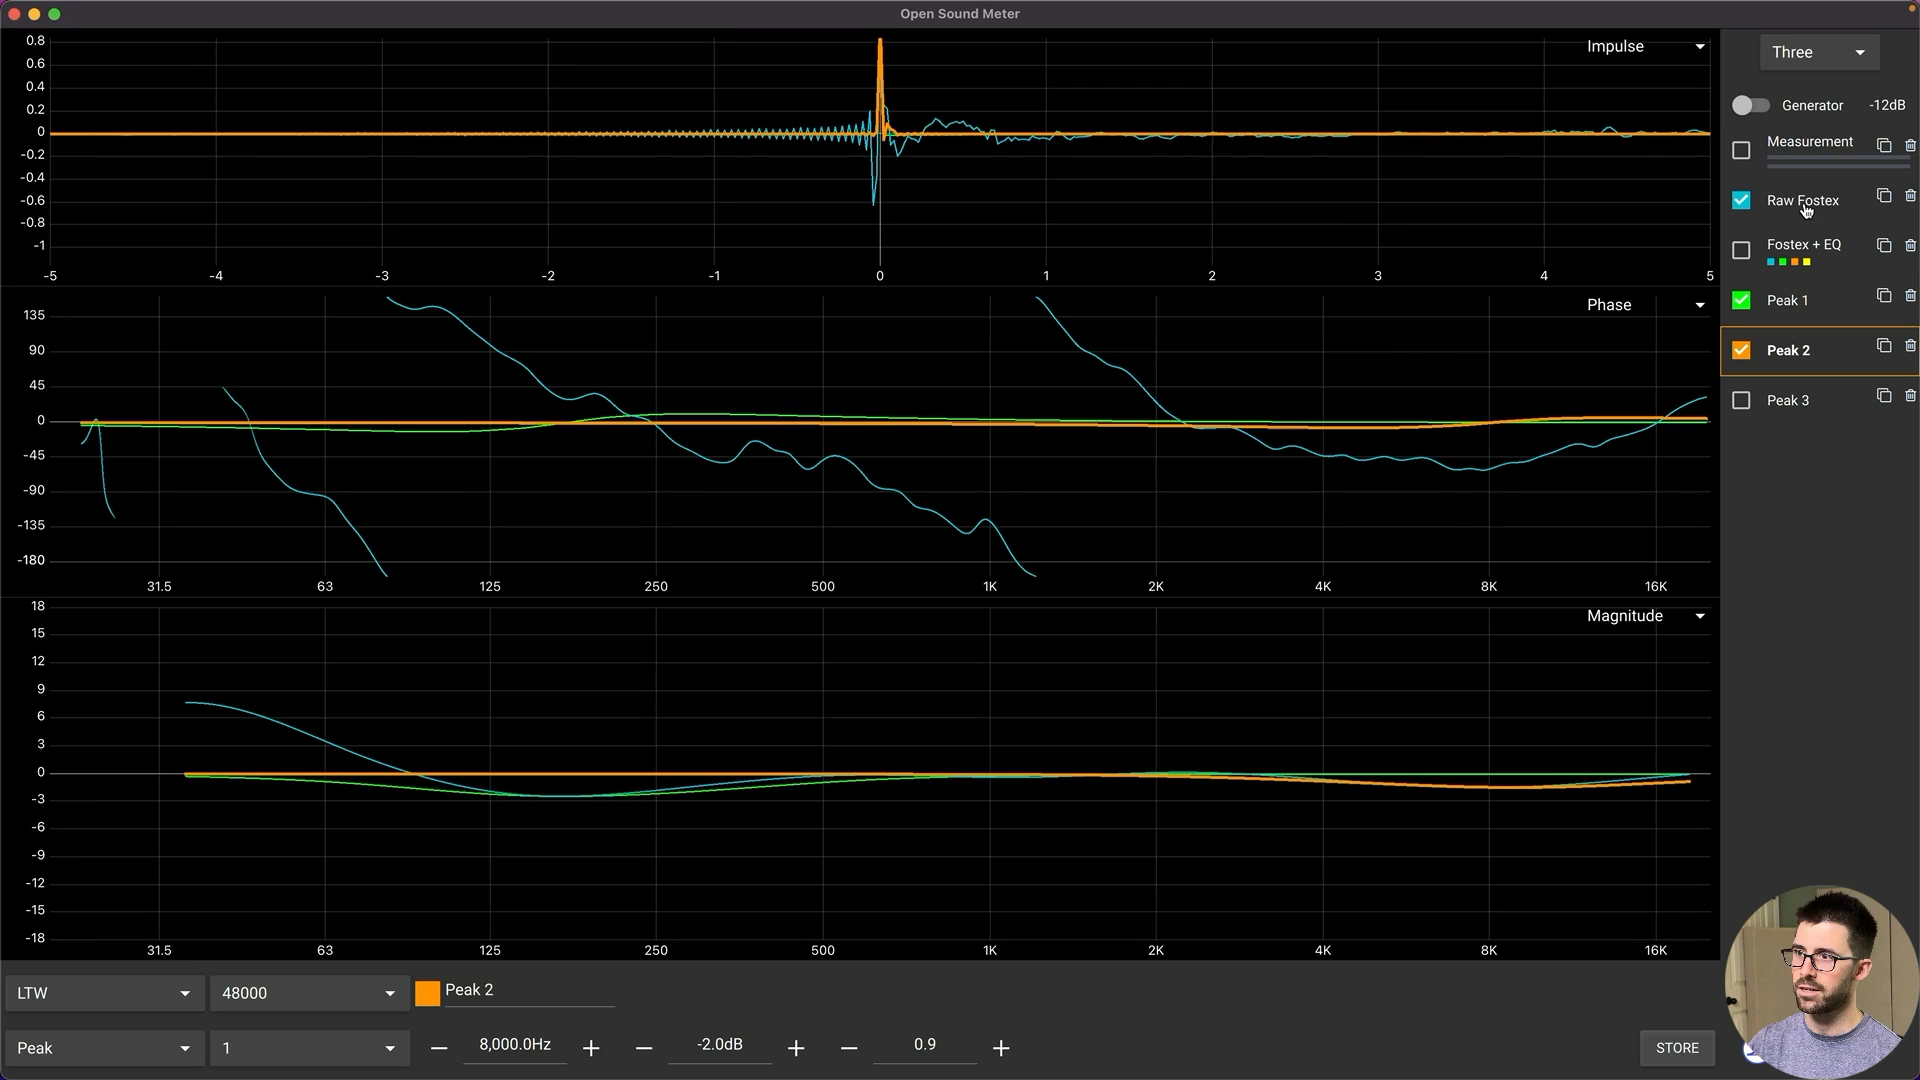 Open Sound Meter
Impulse
0.8
0.6
0.4
0.2
0
-0.2
-0.4
-0.6
-0.8
-1
-5 -4 -3 -2 -1 0 1 2 3 4 5
Phase
135
90
45
0
-45
-90
-135
-180
31.5 63 125 250 500 1K 2K 4K 8K 16K
Magnitude
18
15
12
9
6
3
0
-3
-6
-9
-12
-15
-18
31.5 63 125 250 500 1K 2K 4K 8K 16K
Three
Generator -12dB
Measurement
Raw Fostex
Fostex + EQ
Peak 1
Peak 2
Peak 3
LTW 48000 Peak 2
Peak 1 − 8,000.0Hz + − -2.0dB + − 0.9 + STORE